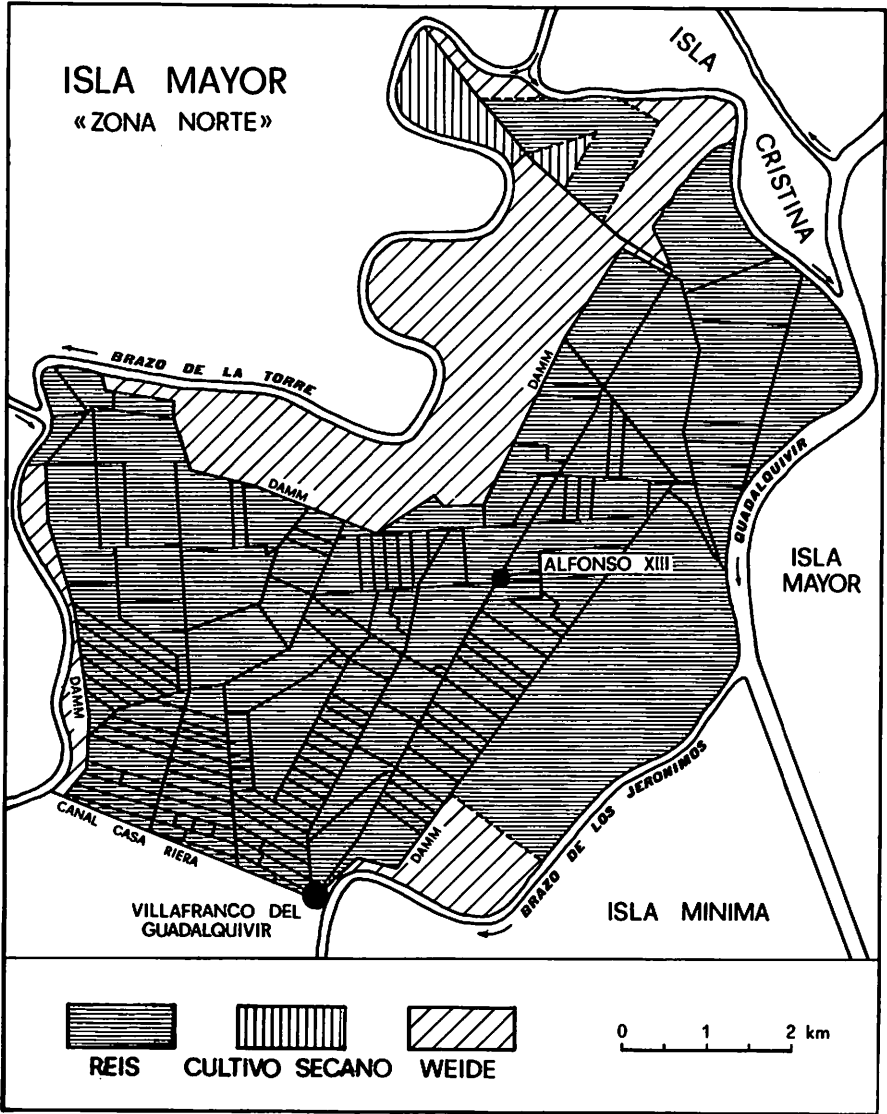 ISLA MAYOR
«ZONA NORTE»
ISLA
CRISTINA
BRAZO DE LA TORRE
DAMM
DAMM
GUADALQUIVIR
ALFONSO XIII
ISLA
MAYOR
DAMM
BRAZO DE LOS JERONIMOS
CANAL CASA RIERA
DAMM
VILLAFRANCO DEL
GUADALQUIVIR
ISLA MINIMA
0 1 2 km
REIS CULTIVO SECANO WEIDE